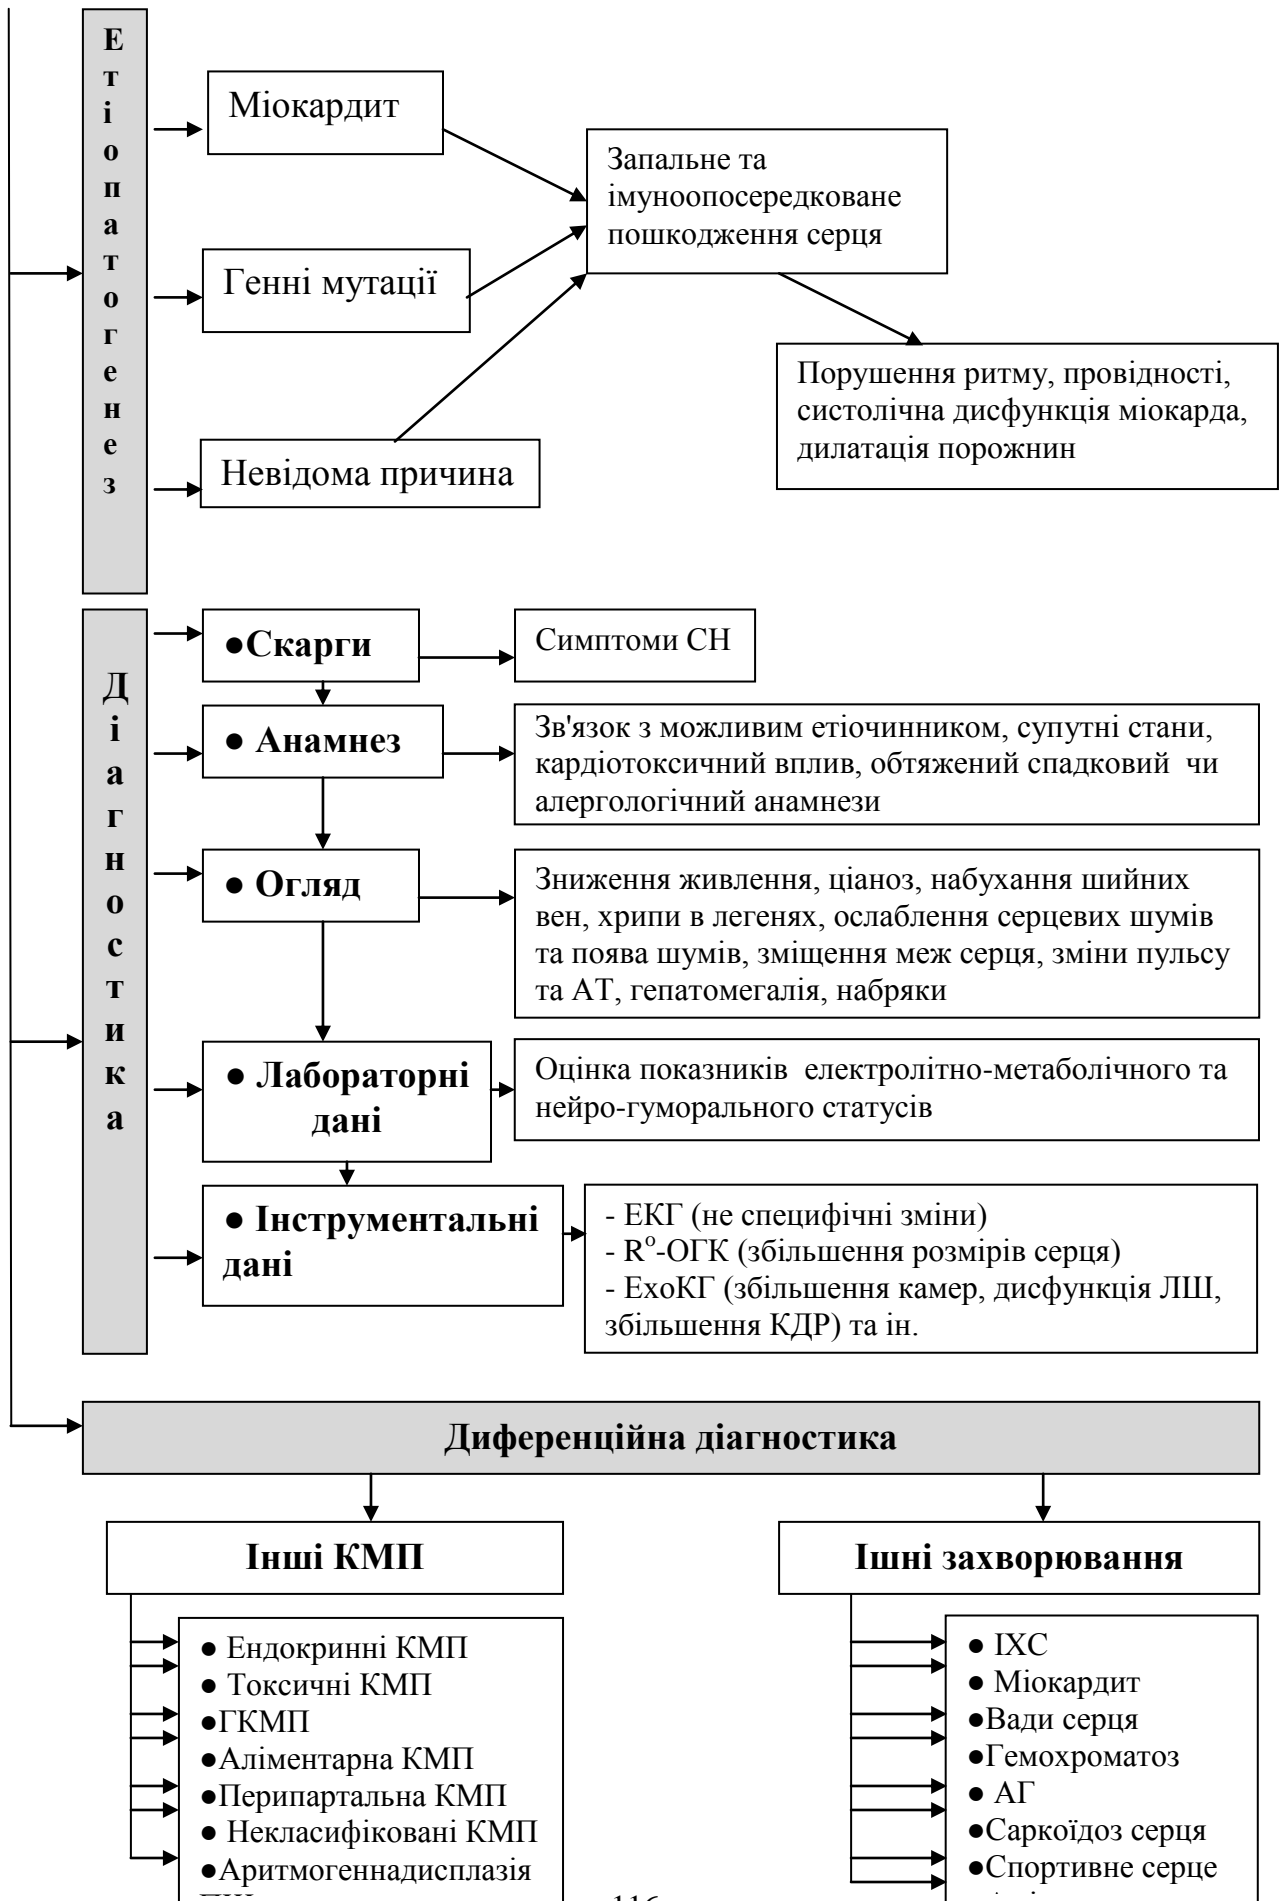 Етіопатогенез
Міокардит
Запальне та
імуноопосередковане
пошкодження серця
Генні мутації
Порушення ритму, провідності,
систолічна дисфункція міокарда,
дилатація порожнин
Невідома причина
Діагностика
●Скарги
Симптоми СН
● Анамнез
Зв'язок з можливим етіочинником, супутні стани,
кардіотоксичний вплив, обтяжений спадковий чи
алергологічний анамнези
● Огляд
Зниження живлення, ціаноз, набухання шийних
вен, хрипи в легенях, ослаблення серцевих шумів
та поява шумів, зміщення меж серця, зміни пульсу
та АТ, гепатомегалія, набряки
● Лабораторні
дані
Оцінка показників електролітно-метаболічного та
нейро-гуморального статусів
● Інструментальні
дані
- ЕКГ (не специфічні зміни)
- Rº-ОГК (збільшення розмірів серця)
- ЕхоКГ (збільшення камер, дисфункція ЛШ,
збільшення КДР) та ін.
Диференційна діагностика
Інші КМП
● Ендокринні КМП
● Токсичні КМП
●ГКМП
●Аліментарна КМП
●Перипартальна КМП
● Некласифіковані КМП
●Аритмогеннадисплазія
Ішні захворювання
● ІХС
● Міокардит
●Вади серця
●Гемохроматоз
● АГ
●Саркоїдоз серця
●Спортивне серце
116